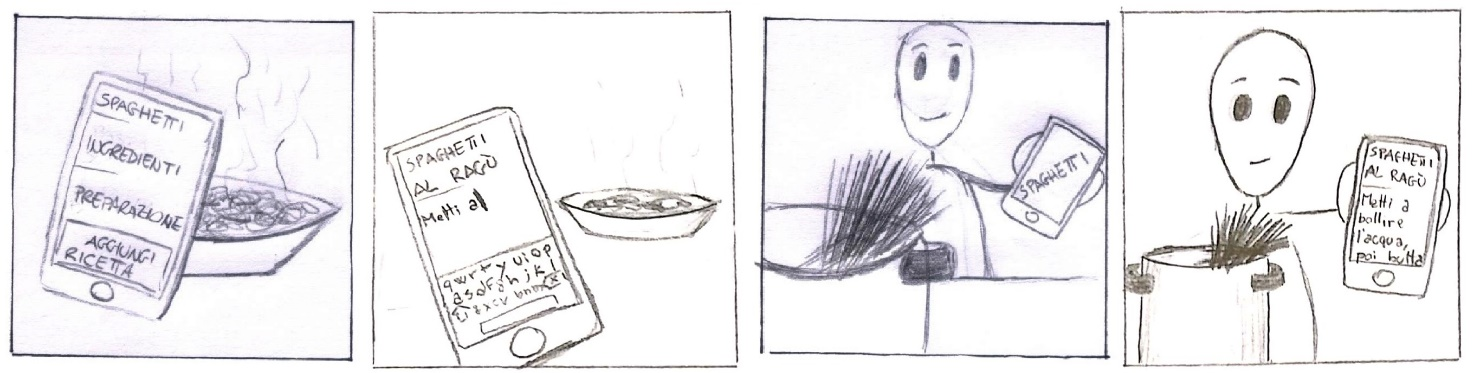 SPAGHETTI
INGREDIENTI
PREPARAZIONE
AGGIUNGI
RICETTA
SPAGHETTI
AL RAGÙ
Metti a
q w r t y u i o p
a s d f g h j k l
SPAGHETTI
SPAGHETTI
AL RAGÙ
Metti a
bollire
l'acqua,
poi butta